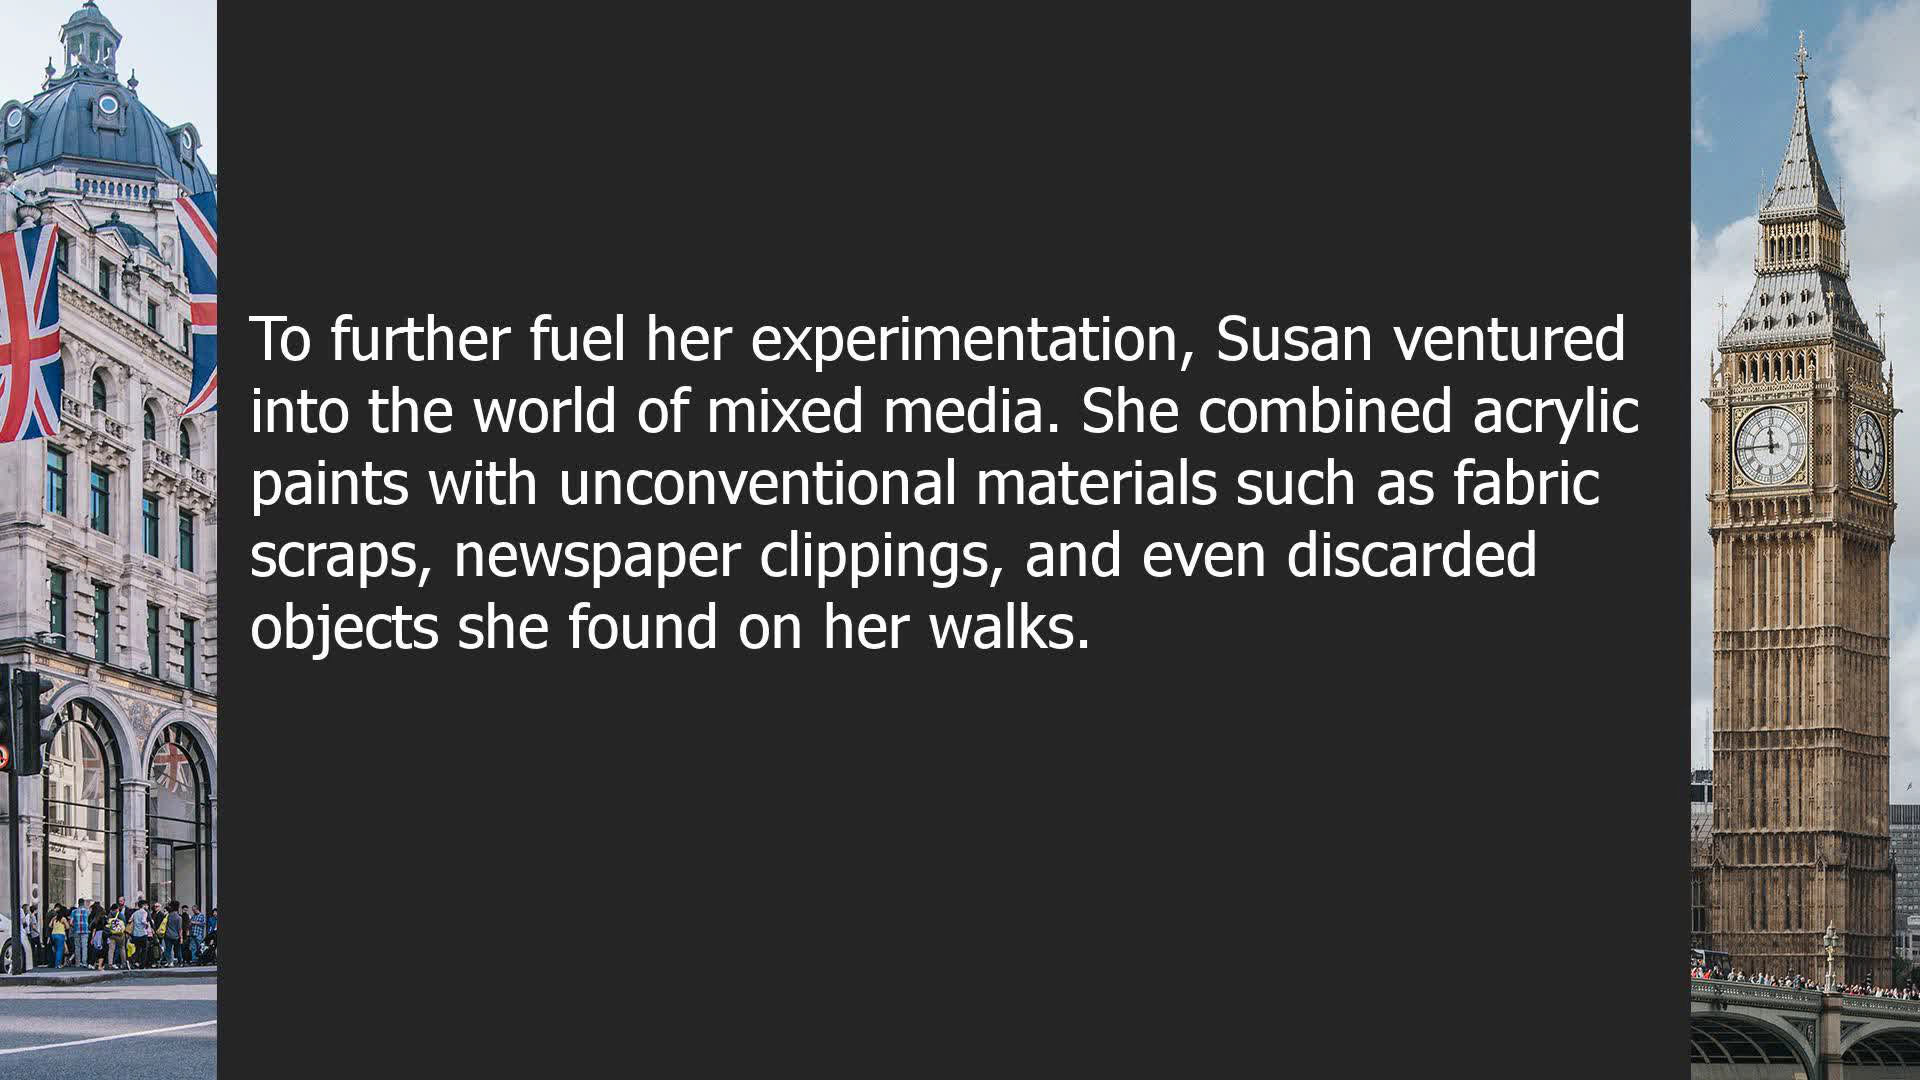 To further fuel her experimentation, Susan ventured
into the world of mixed media. She combined acrylic
paints with unconventional materials such as fabric
scraps, newspaper clippings, and even discarded
objects she found on her walks.